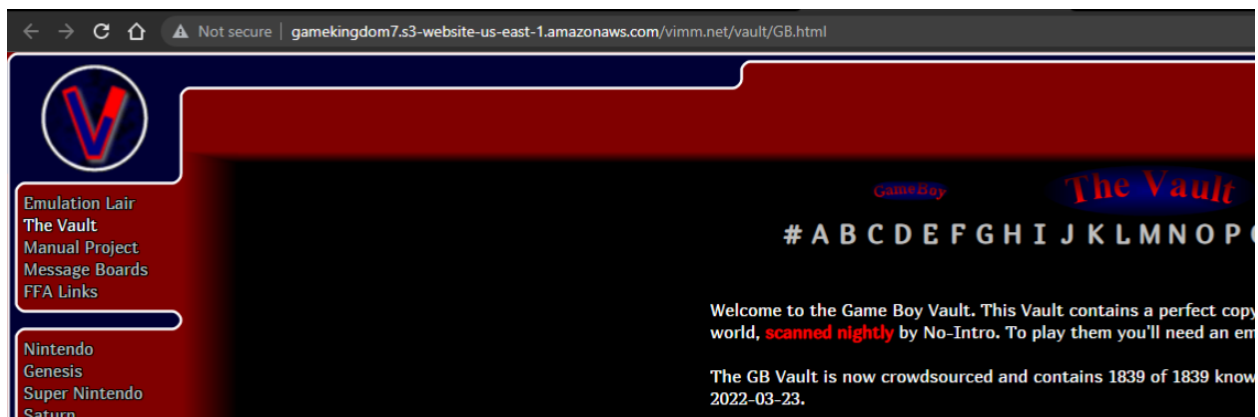 Not secure | gamekingdom7.s3-website-us-east-1.amazonaws.com/vimm.net/vault/GB.html
V
Emulation Lair
The Vault
Manual Project
Message Boards
FFA Links
Nintendo
Genesis
Super Nintendo
Saturn
GameBoy
The Vault
# A B C D E F G H I J K L M N O P
Welcome to the Game Boy Vault. This Vault contains a perfect copy
world, scanned nightly by No-Intro. To play them you'll need an em
The GB Vault is now crowdsourced and contains 1839 of 1839 know
2022-03-23.